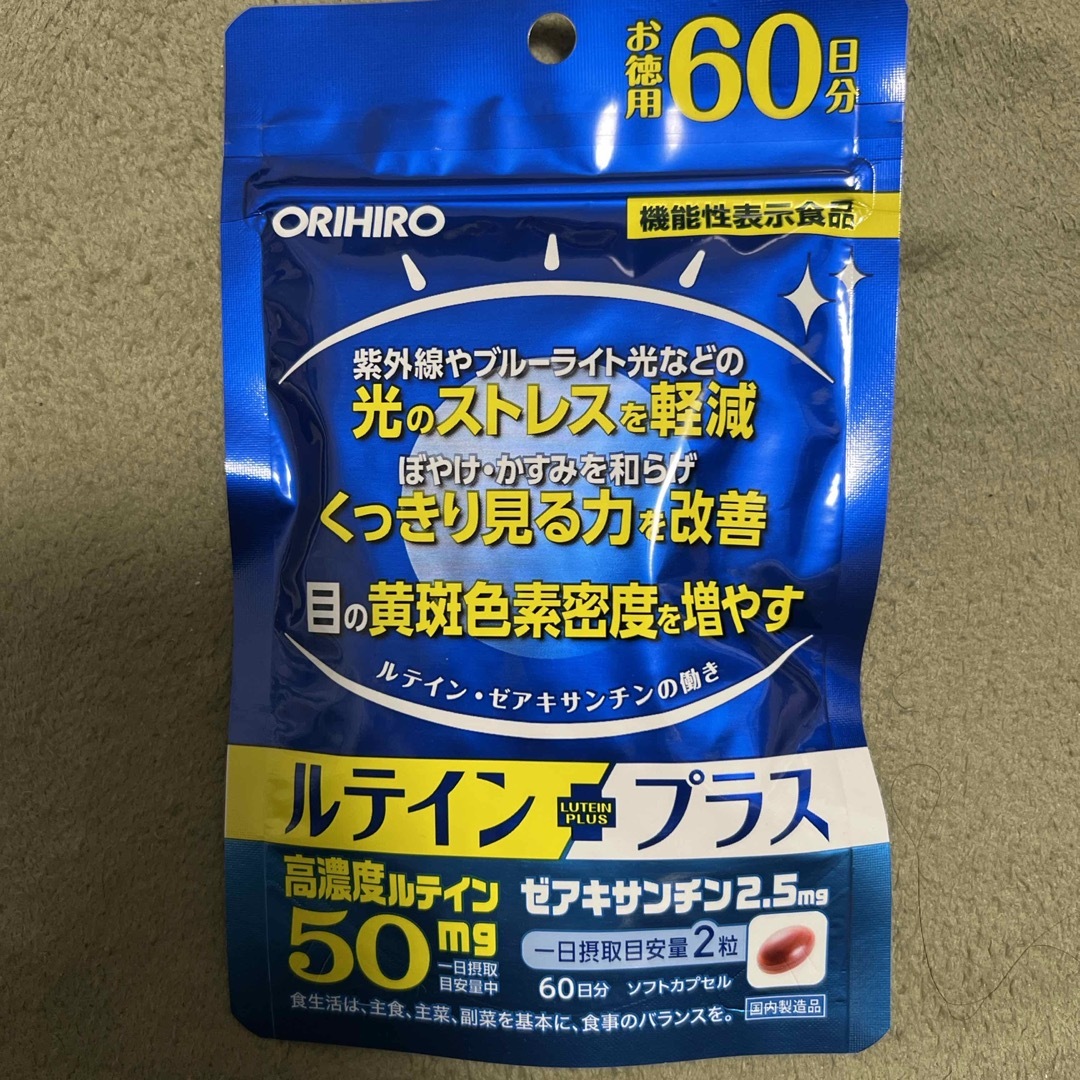 お徳用60日分
ORIHIRO
機能性表示食品
紫外線やブルーライト光などの
光のストレスを軽減
ぼやけ・かすみを和らげ
くっきり見る力を改善
目の黄斑色素密度を増やす
ルテイン・ゼアキサンチンの働き
ルテイン
LUTEIN
PLUS
プラス
高濃度ルテイン
50mg
一日摂取
目安量中
ゼアキサンチン2.5mg
一日摂取目安量2粒
60日分 ソフトカプセル
国内製造品
食生活は、主食、主菜、副菜を基本に、食事のバランスを。